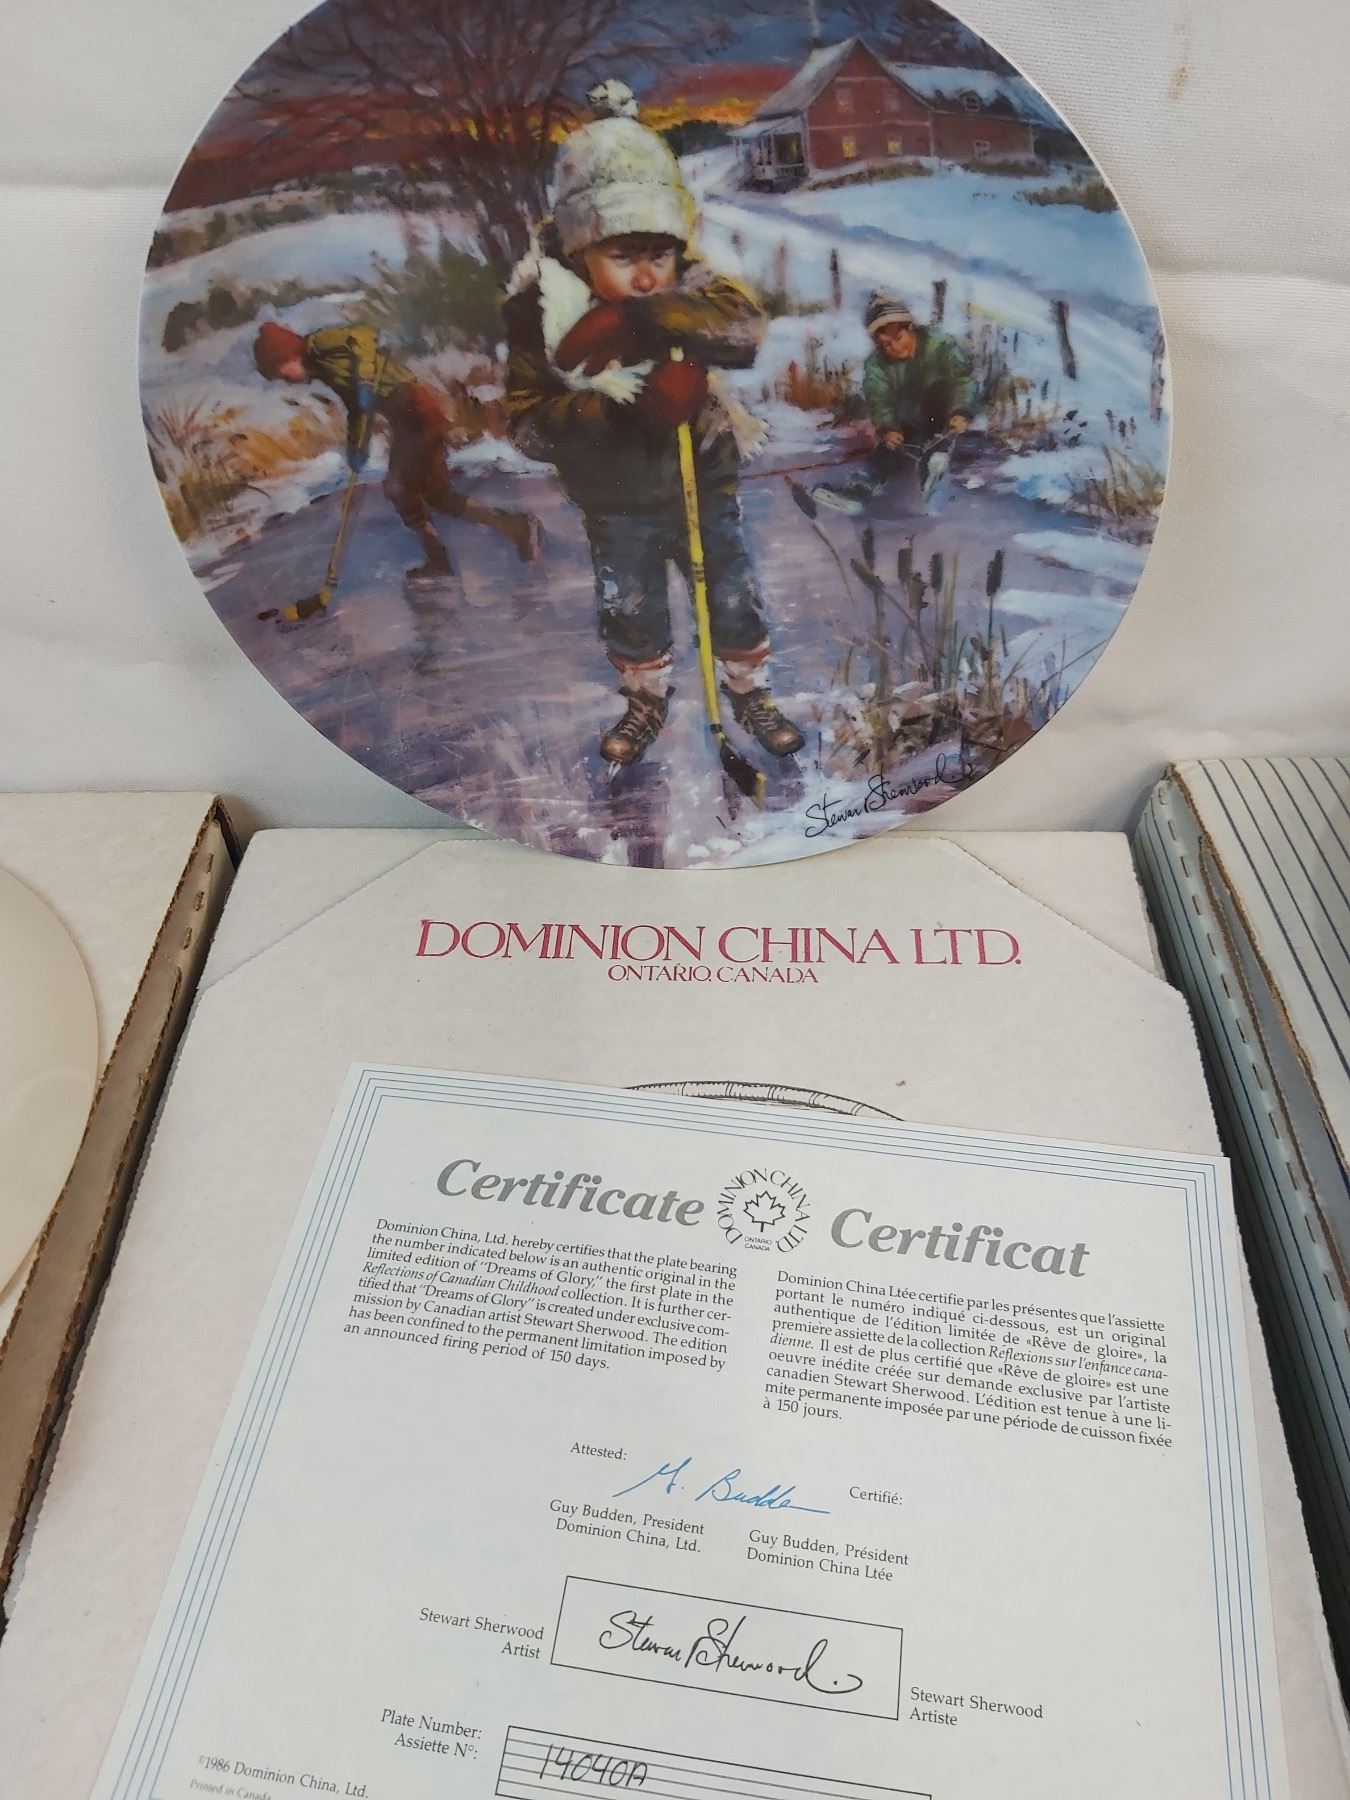 Stewart Sherwood
DOMINION CHINA LTD.
ONTARIO, CANADA
Certificate
DOMINION CHINA LTD.
ONTARIO
CANADA
Certificat
Dominion China, Ltd. hereby certifies that the plate bearing
the number indicated below is an authentic original in the
limited edition of "Dreams of Glory," the first plate in the
Reflections of Canadian Childhood collection. It is further cer-
tified that "Dreams of Glory" is created under exclusive com-
mission by Canadian artist Stewart Sherwood. The edition
has been confined to the permanent limitation imposed by
an announced firing period of 150 days.
Dominion China Ltée certifie par les présentes que l'assiette
portant le numéro indiqué ci-dessous, est un original
authentique de l'édition limitée de «Rêve de gloire», la
première assiette de la collection Réflexions sur l'enfance cana-
dienne. Il est de plus certifié que «Rêve de gloire» est une
oeuvre inédite créée sur demande exclusive par l'artiste
canadien Stewart Sherwood. L'édition est tenue à une li-
mite permanente imposée par une période de cuisson fixée
à 150 jours.
Attested:
G. Budden
Certifié:
Guy Budden, President
Dominion China, Ltd.
Guy Budden, Président
Dominion China Ltée
Stewart Sherwood
Artist
Stewart Sherwood
Stewart Sherwood
Artiste
Plate Number:
Assiette N°:
14040A
©1986 Dominion China, Ltd.
Printed in Canada